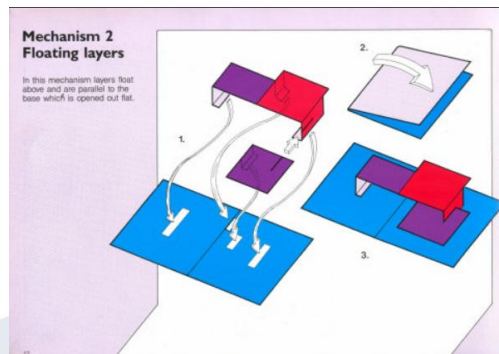 Mechanism 2
Floating layers
In this mechanism layers float
above and are parallel to the
base which is opened out flat.
1.
2.
3.